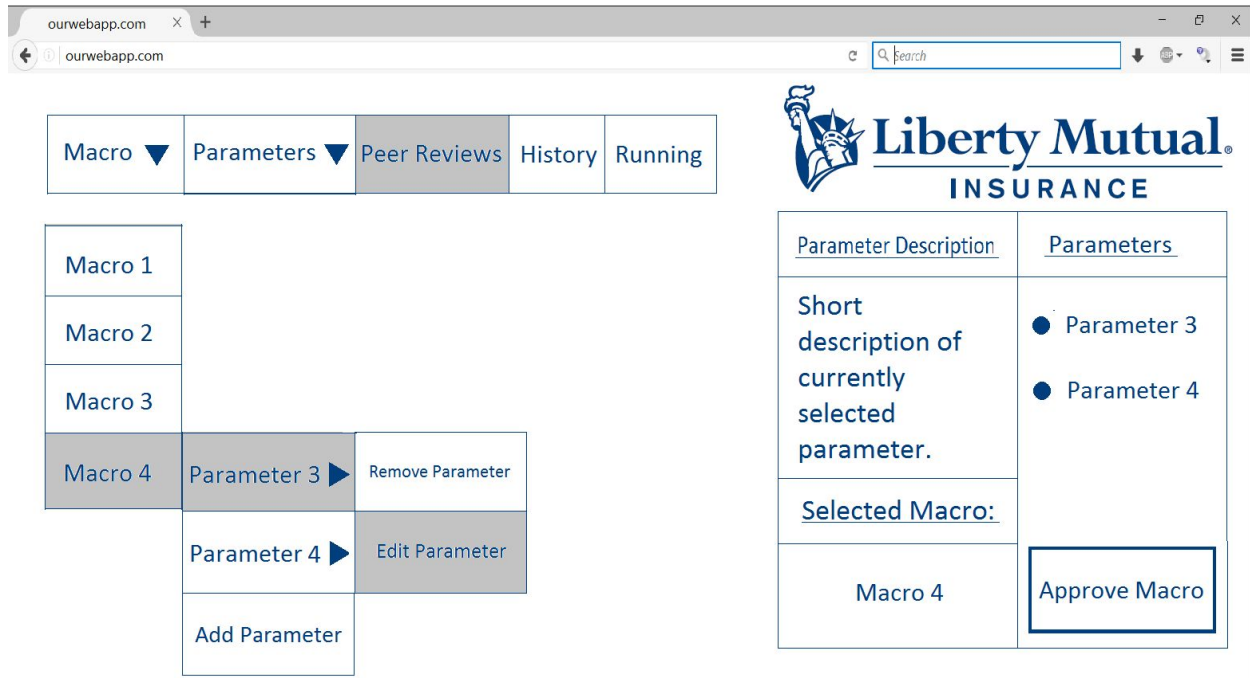 ourwebapp.com
ourwebapp.com
Search
Macro Parameters Peer Reviews History Running
Liberty Mutual®
INSURANCE
Macro 1
Macro 2
Macro 3
Macro 4
Parameter 3
Remove Parameter
Parameter 4
Edit Parameter
Add Parameter
Parameter Description
Parameters
Short
description of
currently
selected
parameter.
Parameter 3
Parameter 4
Selected Macro:
Macro 4
Approve Macro